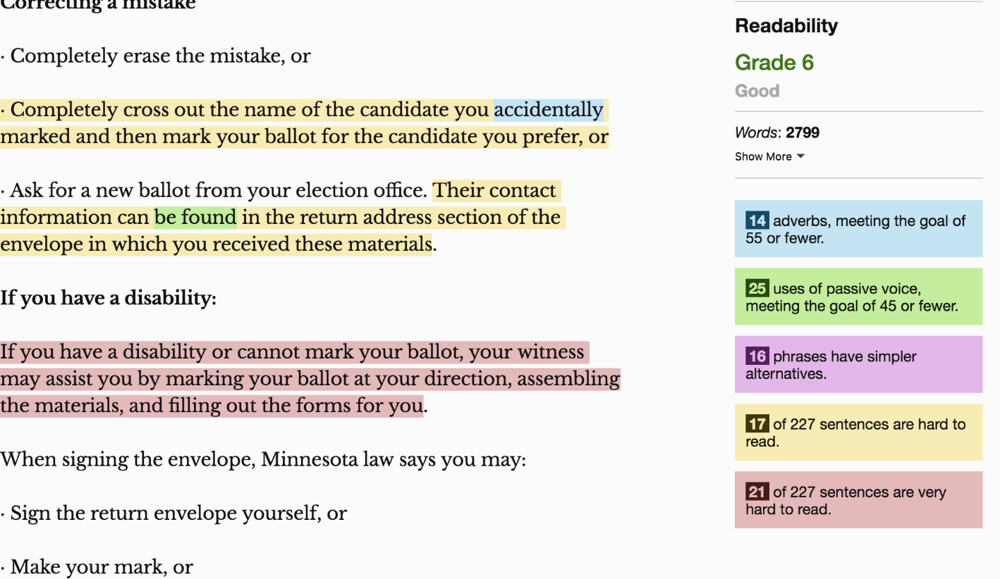 Correcting a mistake
· Completely erase the mistake, or
· Completely cross out the name of the candidate you accidentally
marked and then mark your ballot for the candidate you prefer, or
· Ask for a new ballot from your election office. Their contact
information can be found in the return address section of the
envelope in which you received these materials.
If you have a disability:
If you have a disability or cannot mark your ballot, your witness
may assist you by marking your ballot at your direction, assembling
the materials, and filling out the forms for you.
When signing the envelope, Minnesota law says you may:
· Sign the return envelope yourself, or
· Make your mark, or
Readability
Grade 6
Good
Words: 2799
Show More
14 adverbs, meeting the goal of
55 or fewer.
25 uses of passive voice,
meeting the goal of 45 or fewer.
16 phrases have simpler
alternatives.
17 of 227 sentences are hard to
read.
21 of 227 sentences are very
hard to read.